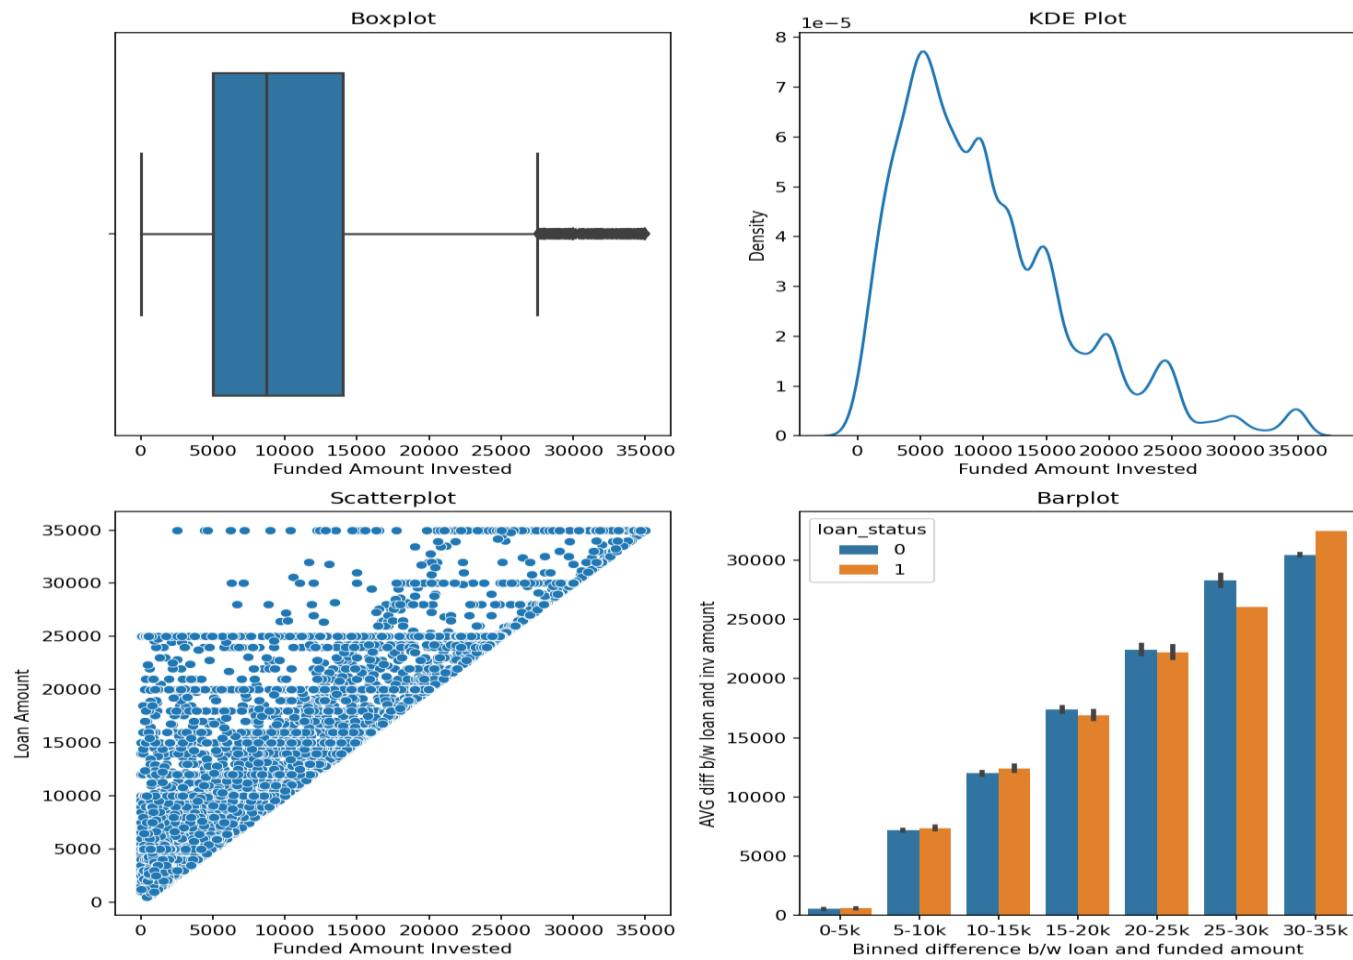 Boxplot
0 5000 10000 15000 20000 25000 30000 35000
Funded Amount Invested
KDE Plot
1e−5
8
7
6
5
4
3
2
1
0
Density
0 5000 10000 15000 20000 25000 30000 35000
Funded Amount Invested
Scatterplot
35000
30000
25000
20000
15000
10000
5000
0
Loan Amount
0 5000 10000 15000 20000 25000 30000 35000
Funded Amount Invested
Barplot
loan_status
0
1
30000
25000
20000
15000
10000
5000
0
AVG diff b/w loan and inv amount
0-5k 5-10k 10-15k 15-20k 20-25k 25-30k 30-35k
Binned difference b/w loan and funded amount